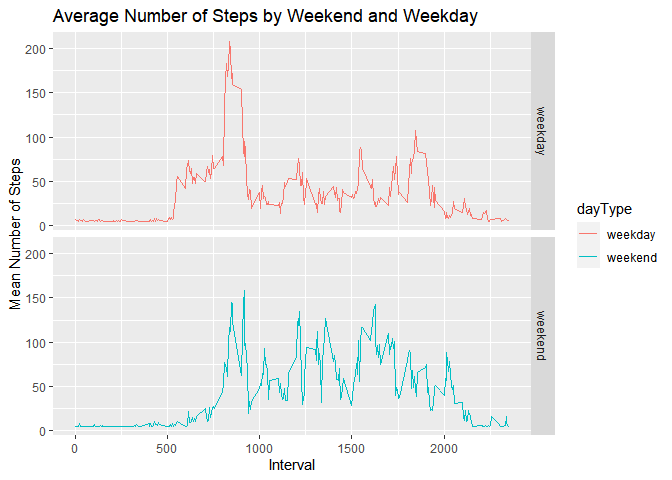 Average Number of Steps by Weekend and Weekday
Mean Number of Steps
200
150
100
50
0
weekday
200
150
100
50
0
weekend
0
500
1000
1500
2000
Interval
dayType
weekday
weekend